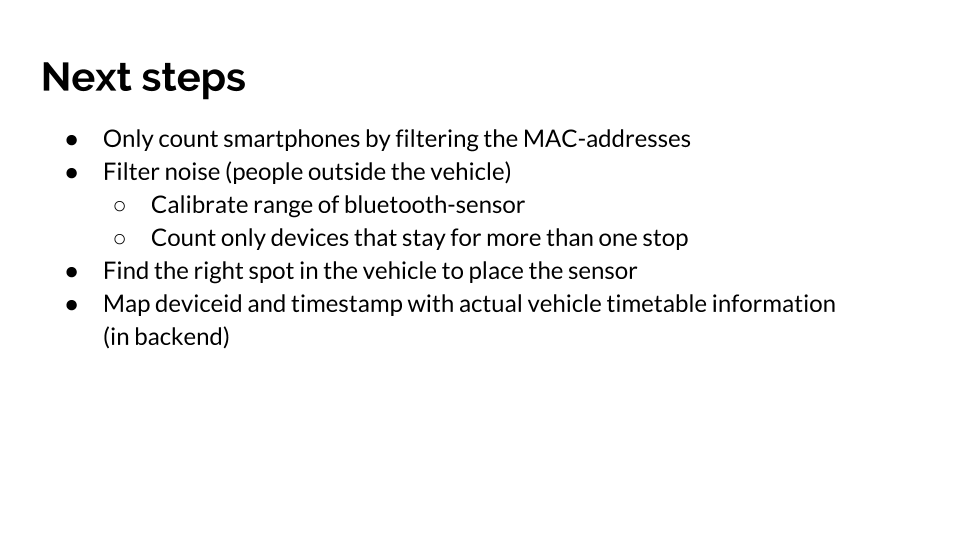 Next steps
● Only count smartphones by filtering the MAC-addresses
● Filter noise (people outside the vehicle)
○ Calibrate range of bluetooth-sensor
○ Count only devices that stay for more than one stop
● Find the right spot in the vehicle to place the sensor
● Map deviceid and timestamp with actual vehicle timetable information
(in backend)